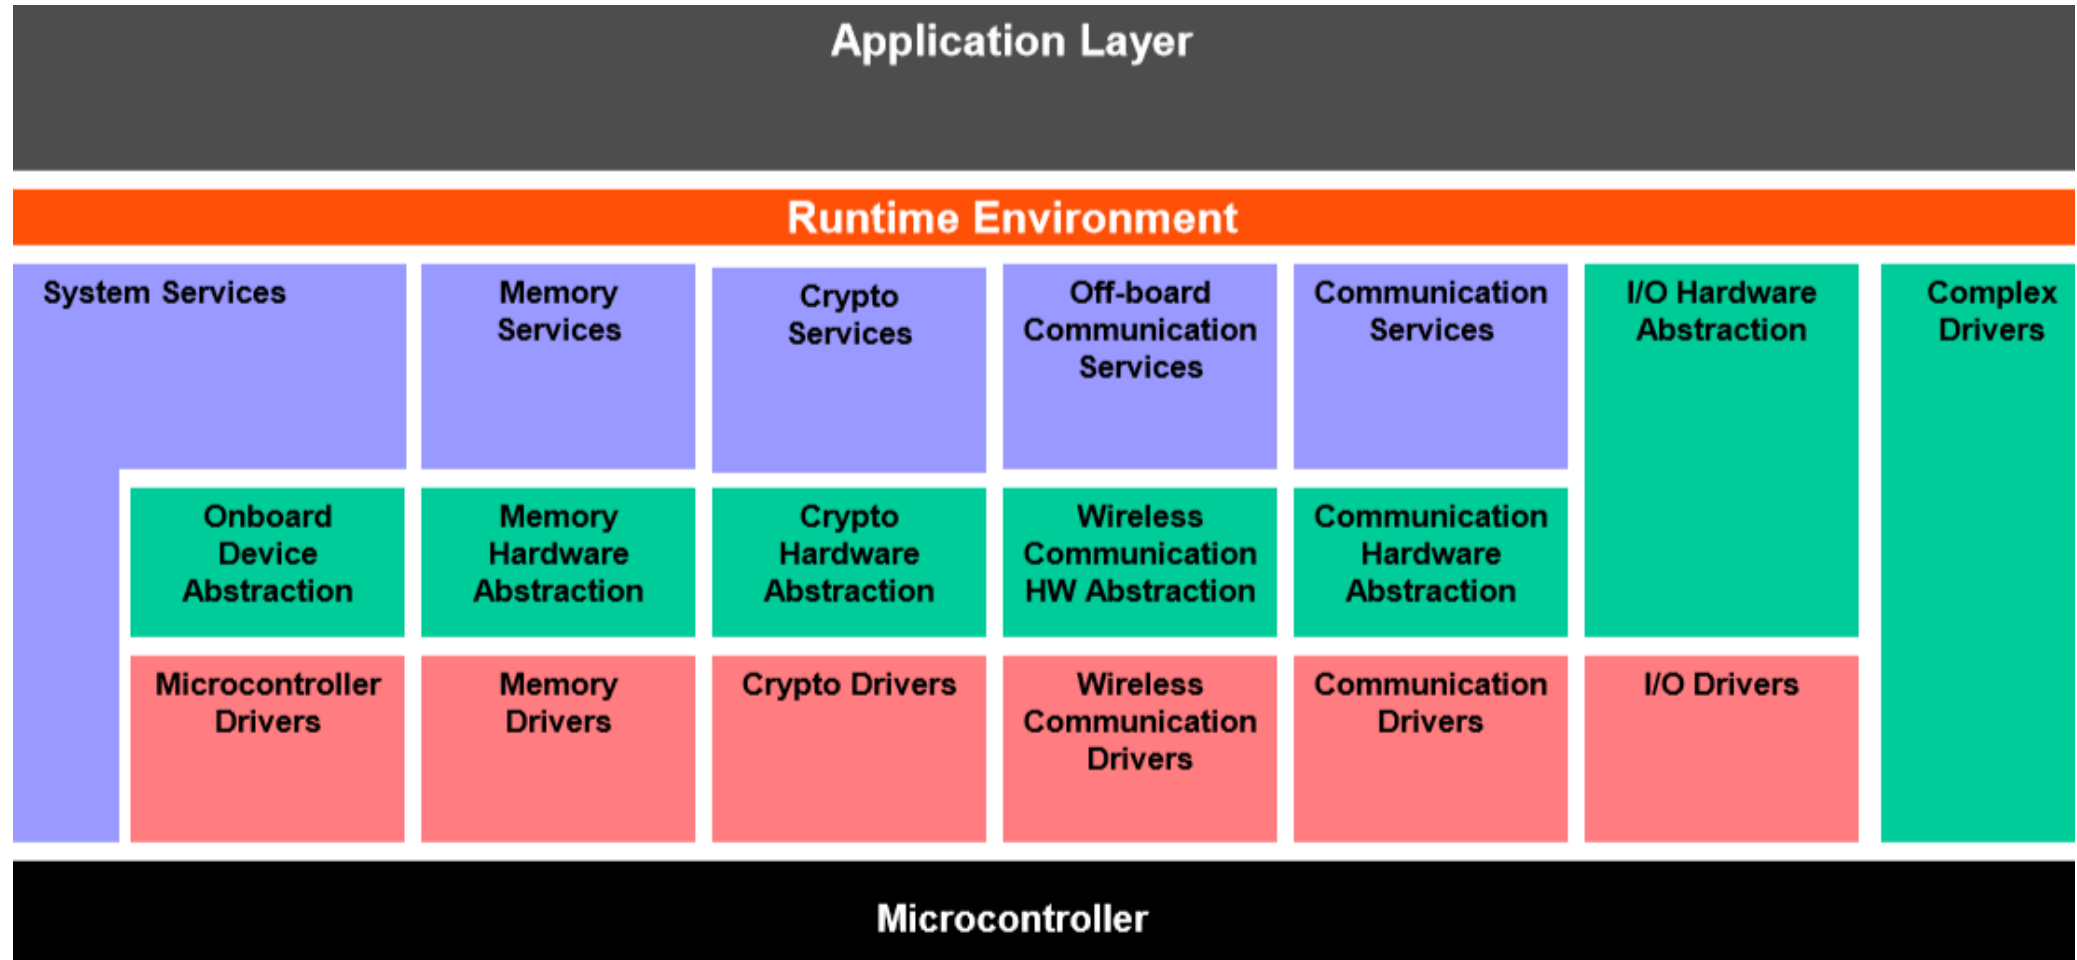 Application Layer
Runtime Environment
System Services
Memory
Services
Crypto
Services
Off-board
Communication
Services
Communication
Services
I/O Hardware
Abstraction
Complex
Drivers
Onboard
Device
Abstraction
Memory
Hardware
Abstraction
Crypto
Hardware
Abstraction
Wireless
Communication
HW Abstraction
Communication
Hardware
Abstraction
Microcontroller
Drivers
Memory
Drivers
Crypto Drivers
Wireless
Communication
Drivers
Communication
Drivers
I/O Drivers
Microcontroller